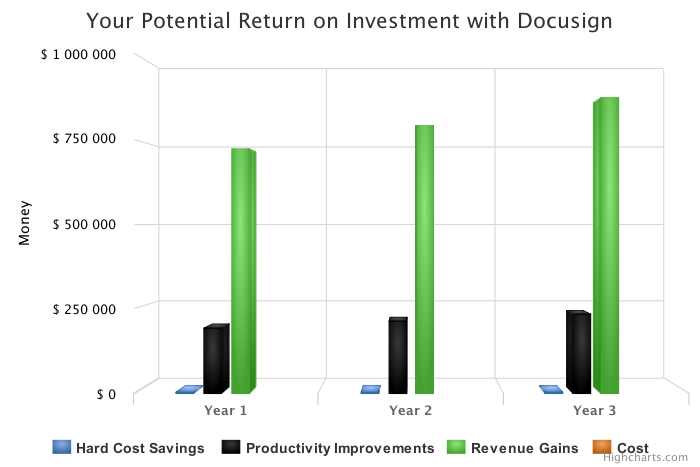 Your Potential Return on Investment with Docusign
$ 1 000 000
$ 750 000
$ 500 000
$ 250 000
$ 0
Money
Year 1
Year 2
Year 3
Hard Cost Savings
Productivity Improvements
Revenue Gains
Cost
Highcharts.com